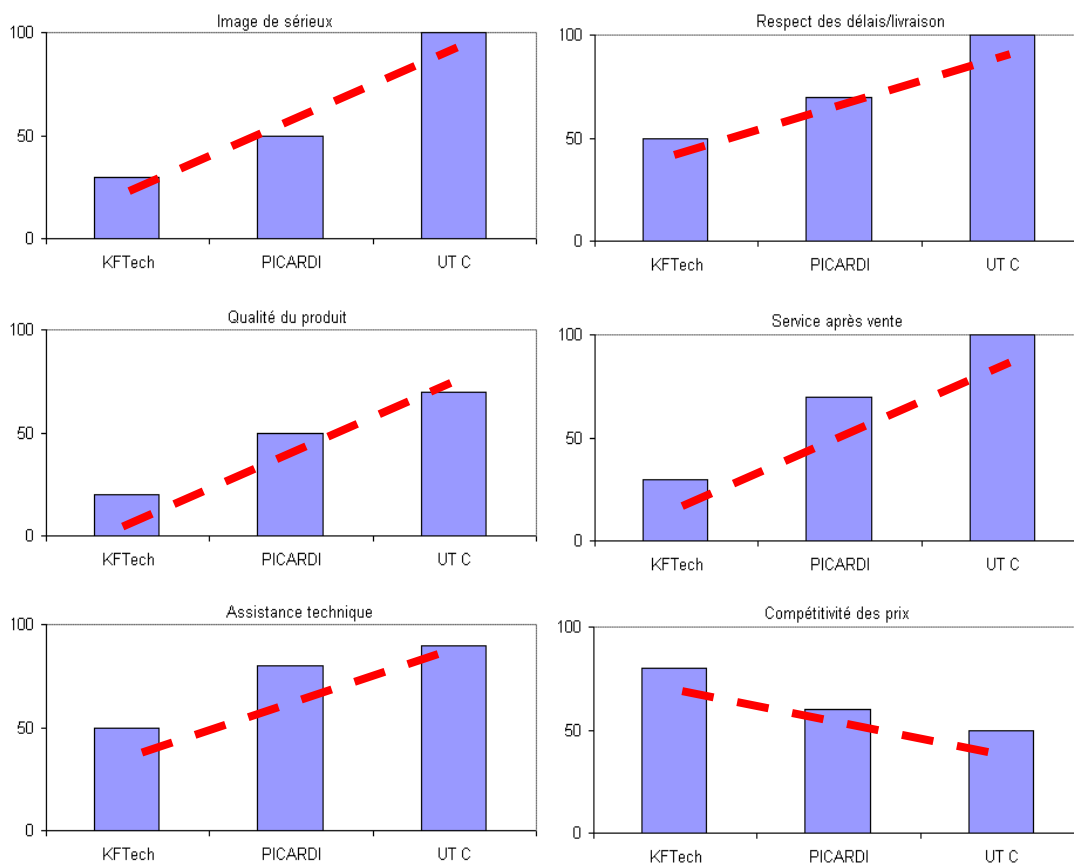 Image de sérieux
100
50
0
KFTech PICARDI UT C
Respect des délais/livraison
100
50
0
KFTech PICARDI UT C
Qualité du produit
100
50
0
KFTech PICARDI UT C
Service après vente
100
50
0
KFTech PICARDI UT C
Assistance technique
100
50
0
KFTech PICARDI UT C
Compétitivité des prix
100
50
0
KFTech PICARDI UT C